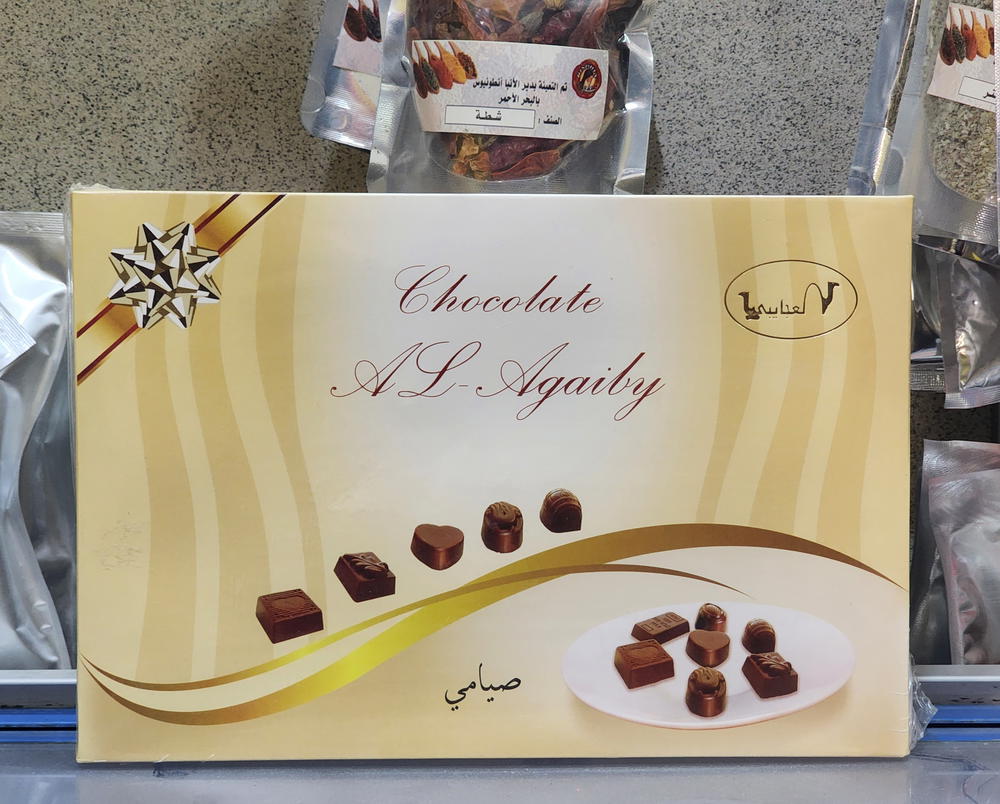 تم التعبئة بدير الأنبا أنطونيوس
بالبحر الأحمر
الصنف : شطة
Chocolate
AL-Agaiby
العجايبي
صيامي